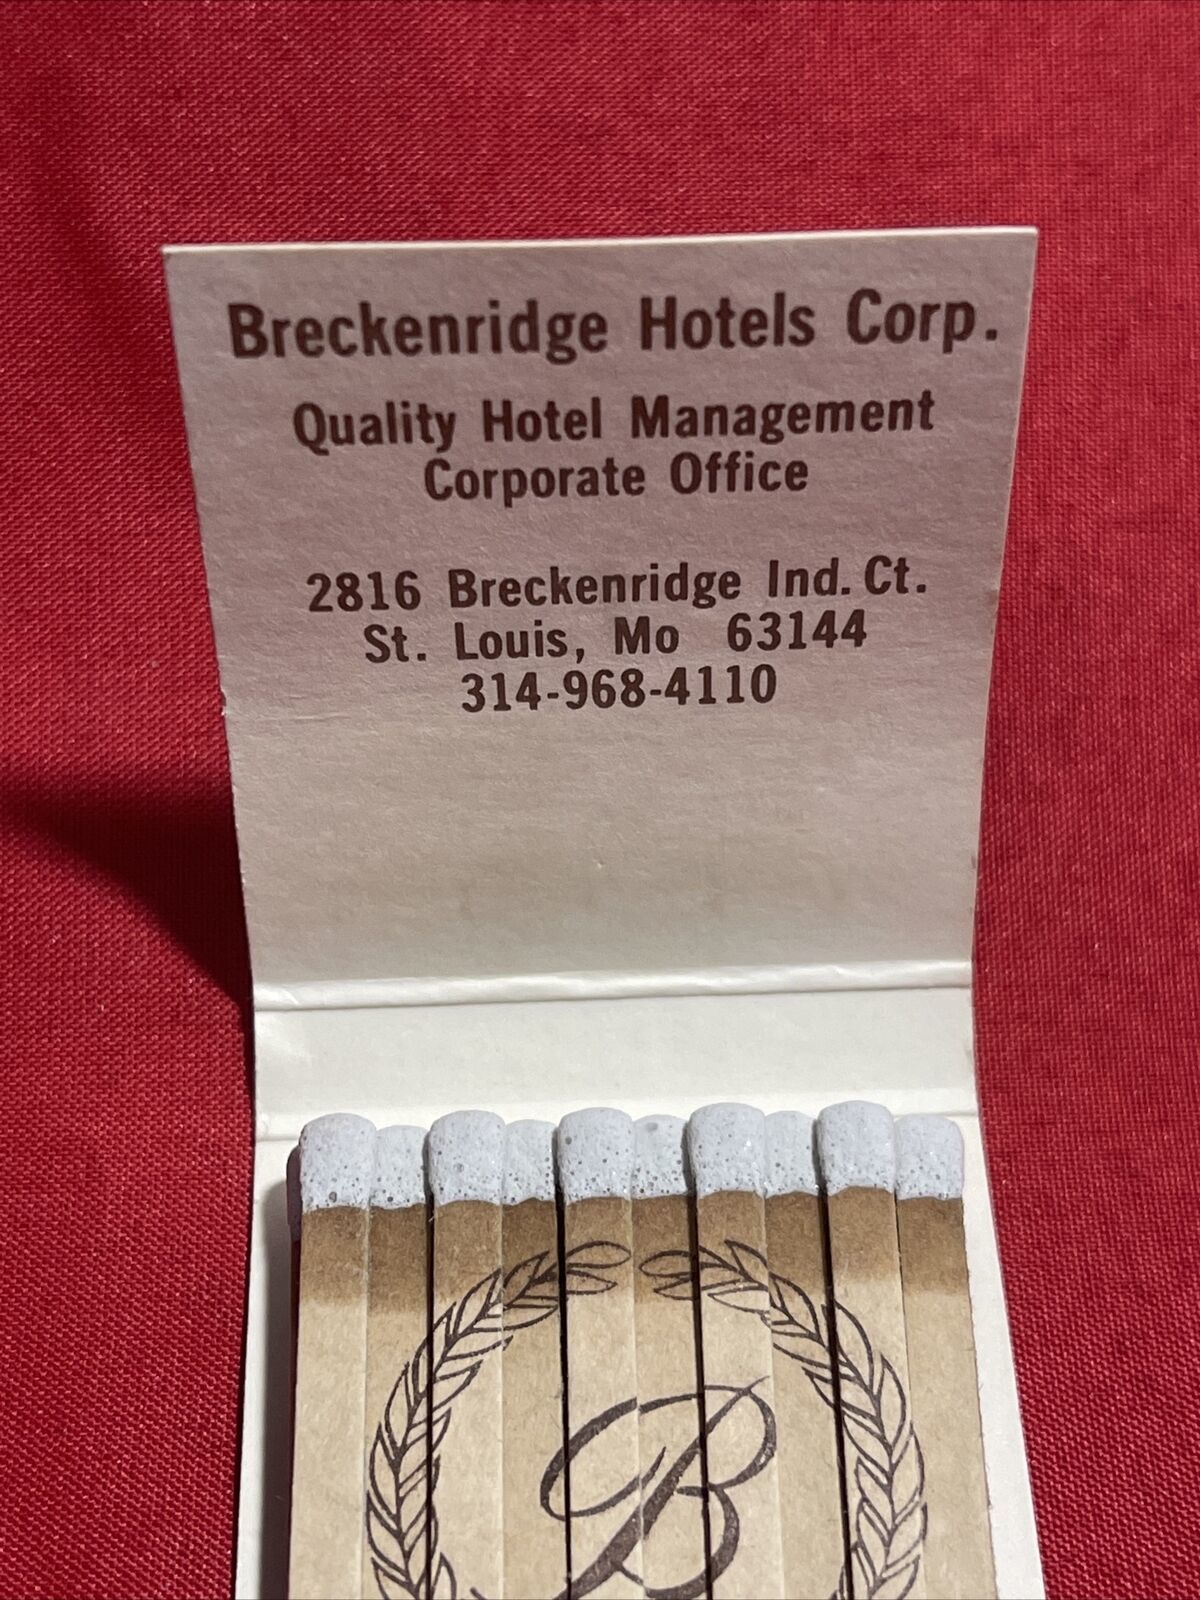 Breckenridge Hotels Corp.
Quality Hotel Management
Corporate Office
2816 Breckenridge Ind. Ct.
St. Louis, Mo 63144
314-968-4110
B